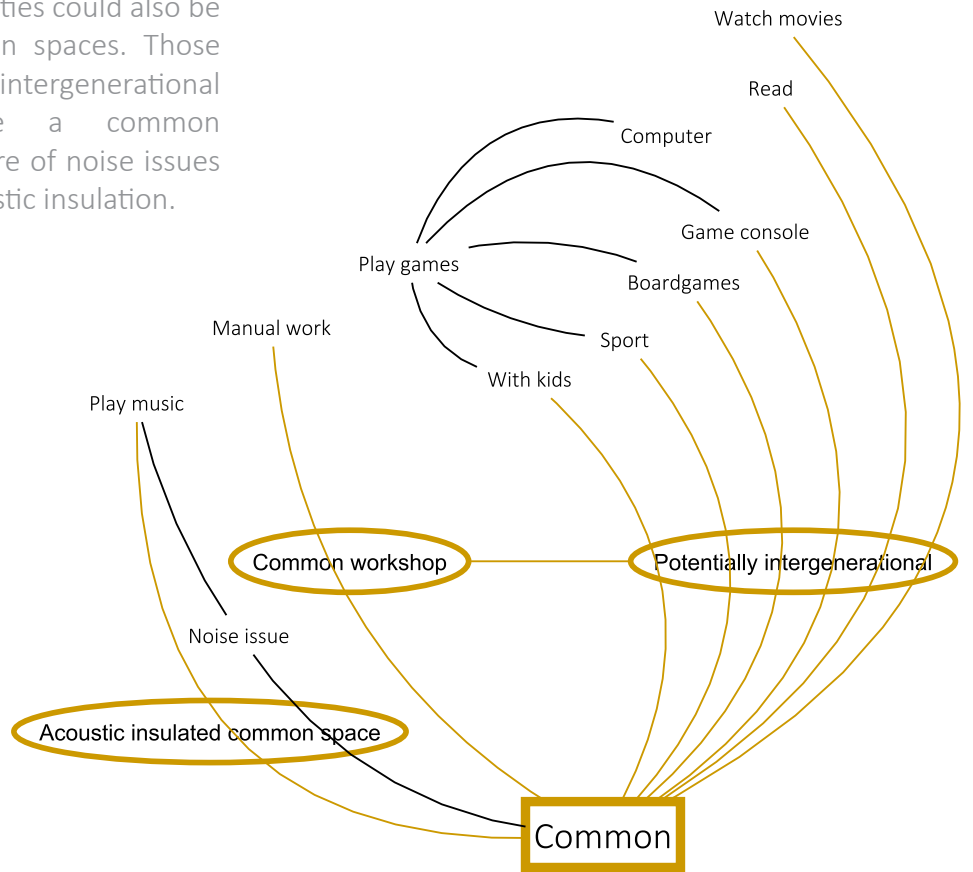 ties could also be
n spaces. Those
intergenerational
e a common
re of noise issues
stic insulation.
Watch movies
Read
Computer
Game console
Play games
Boardgames
Manual work
Sport
With kids
Play music
Common workshop
Potentially intergenerational
Noise issue
Acoustic insulated common space
Common